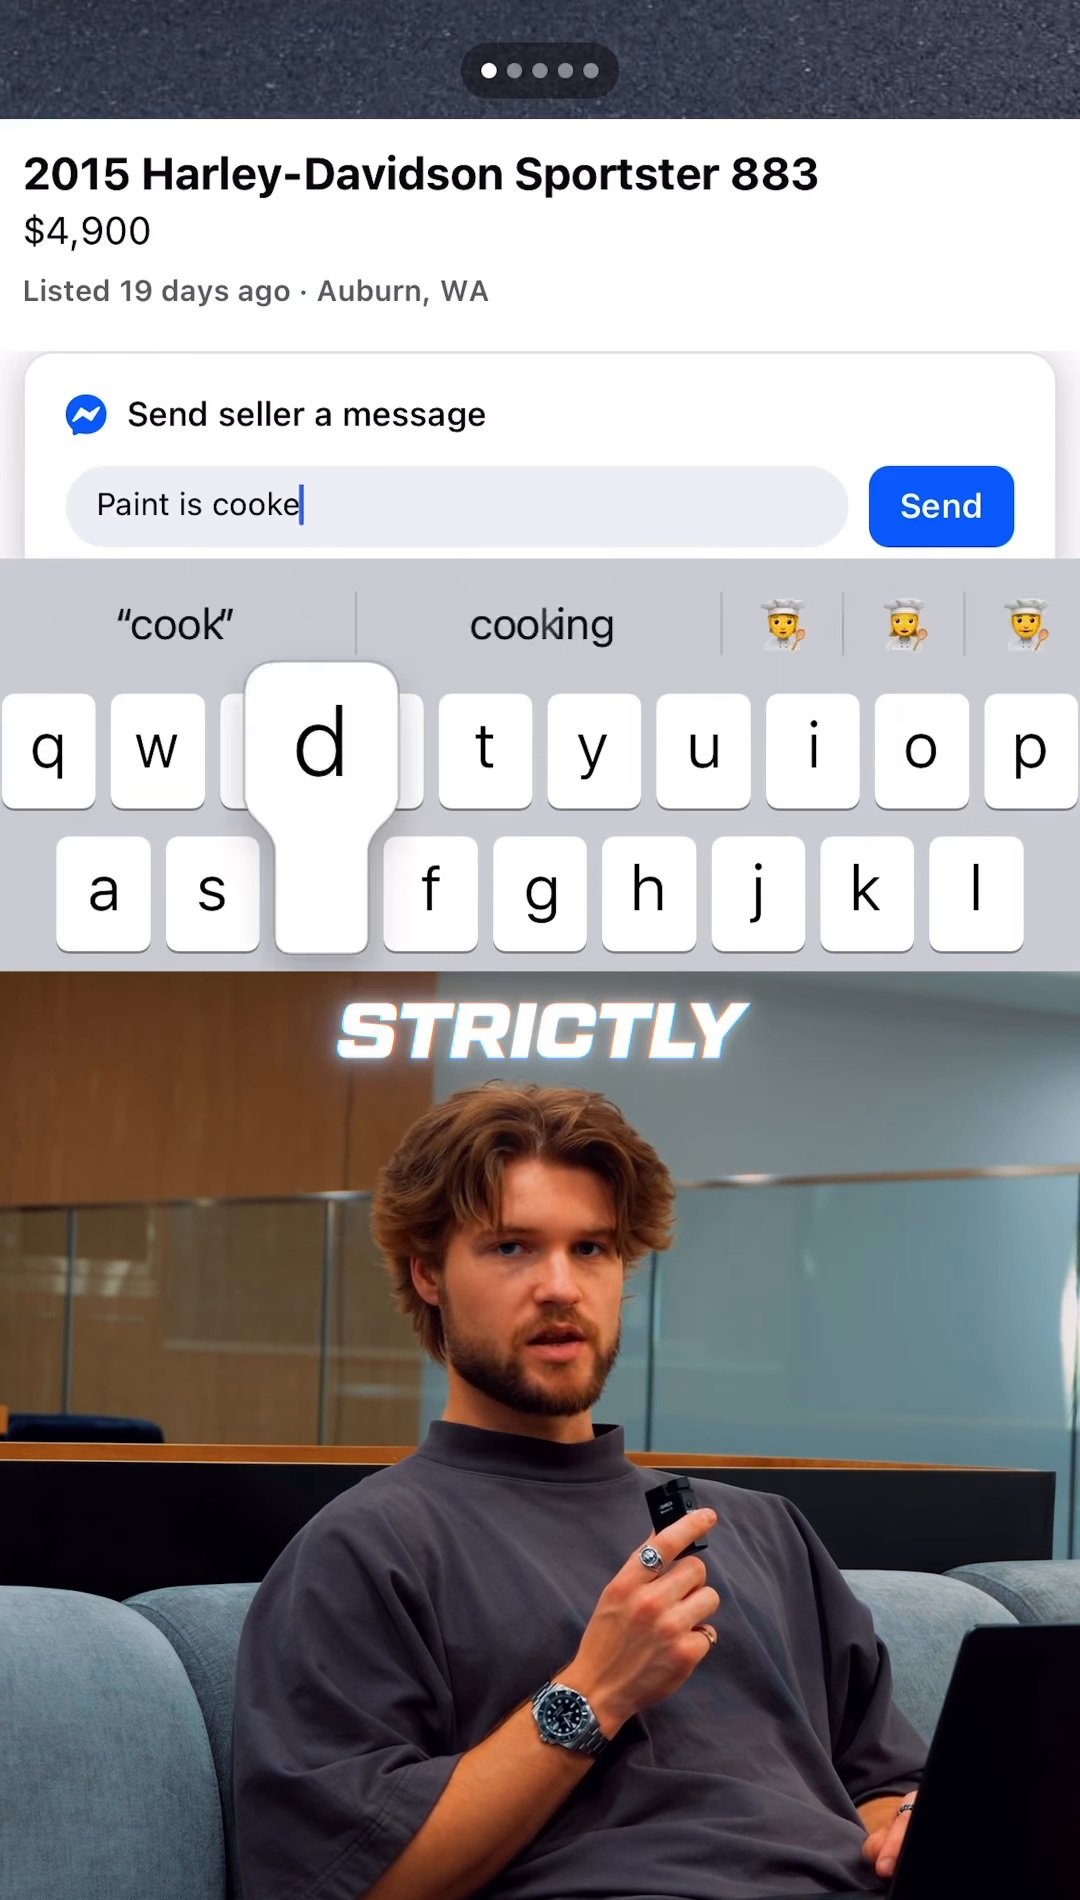 2015 Harley-Davidson Sportster 883
$4,900
Listed 19 days ago · Auburn, WA
Send seller a message
Paint is cooke
Send
“cook”
cooking
q w d t y u i o p
a s f g h j k l
STRICTLY